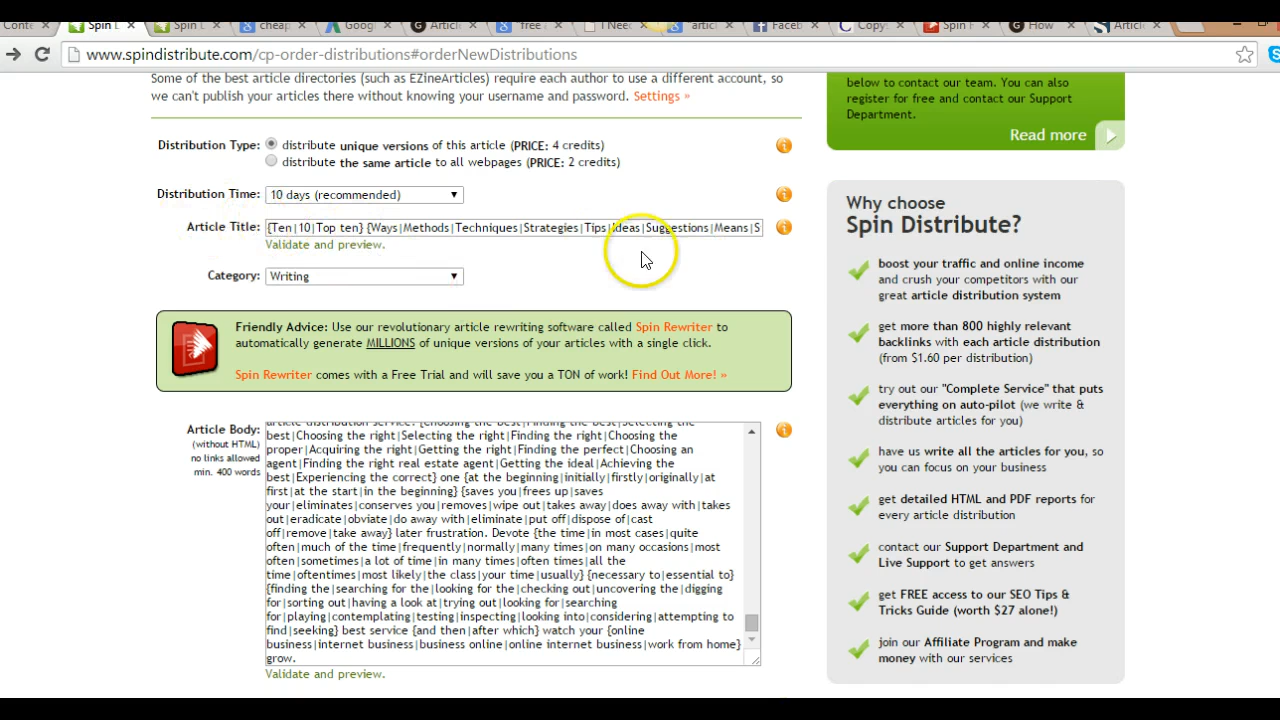 Spin D
Spin D
cheap
Goog
Article
free
I Nee
artic
Faceb
Copys
Spin F
How
Artic
www.spindistribute.com/cp-order-distributions#orderNewDistributions
Some of the best article directories (such as EZineArticles) require each author to use a different account, so
we can't publish your articles there without knowing your username and password. Settings »
Distribution Type: distribute unique versions of this article (PRICE: 4 credits)
distribute the same article to all webpages (PRICE: 2 credits)
Distribution Time: 10 days (recommended)
Article Title: {Ten|10|Top ten} {Ways|Methods|Techniques|Strategies|Tips|Ideas|Suggestions|Means|S
Validate and preview.
Category: Writing
Friendly Advice: Use our revolutionary article rewriting software called Spin Rewriter to
automatically generate MILLIONS of unique versions of your articles with a single click.
Spin Rewriter comes with a Free Trial and will save you a TON of work! Find Out More! »
Article Body:
(without HTML)
no links allowed
min. 400 words
article distribution service. {Choosing the best|Selecting the
best|Choosing the right|Selecting the right|Finding the right|Choosing the
proper|Acquiring the right|Getting the right|Finding the perfect|Choosing an
agent|Finding the right real estate agent|Getting the ideal|Achieving the
best|Experiencing the correct} one {at the beginning|initially|firstly|originally|at
first|at the start|in the beginning} {saves you|frees up|saves
your|eliminates|conserves you|removes|wipe out|takes away|does away with|takes
out|eradicate|obviate|do away with|eliminate|put off|dispose of|cast
off|remove|take away} later frustration. Devote {the time|in most cases|quite
often|much of the time|frequently|normally|many times|on many occasions|most
often|sometimes|a lot of time|in many times|often times|all the
time|oftentimes|most likely|the class|your time|usually} {necessary to|essential to}
{finding the|searching for the|looking for the|checking out|uncovering the|digging
for|sorting out|having a look at|trying out|looking for|searching
for|playing|contemplating|testing|inspecting|looking into|considering|attempting to
find|seeking} best service {and then|after which} watch your {online
business|internet business|business online|online internet business|work from home}
grow.
Validate and preview.
below to contact our team. You can also
register for free and contact our Support
Department.
Read more
Why choose
Spin Distribute?
boost your traffic and online income
and crush your competitors with our
great article distribution system
get more than 800 highly relevant
backlinks with each article distribution
(from $1.60 per distribution)
try out our "Complete Service" that puts
everything on auto-pilot (we write &
distribute articles for you)
have us write all the articles for you, so
you can focus on your business
get detailed HTML and PDF reports for
every article distribution
contact our Support Department and
Live Support to get answers
get FREE access to our SEO Tips &
Tricks Guide (worth $27 alone!)
join our Affiliate Program and make
money with our services